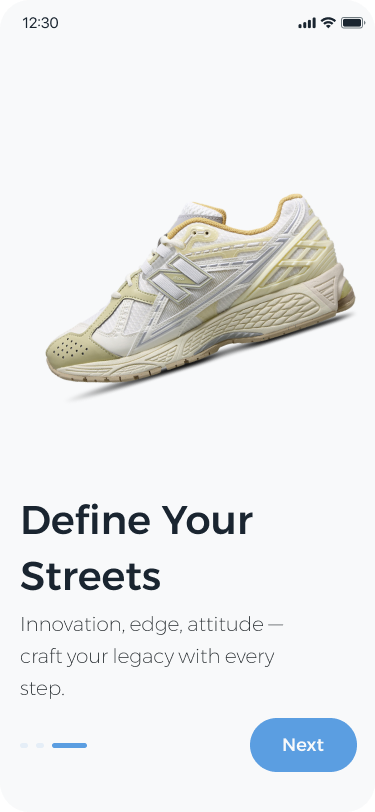 12:30
N
Define Your
Streets
Innovation, edge, attitude —
craft your legacy with every
step.
Next